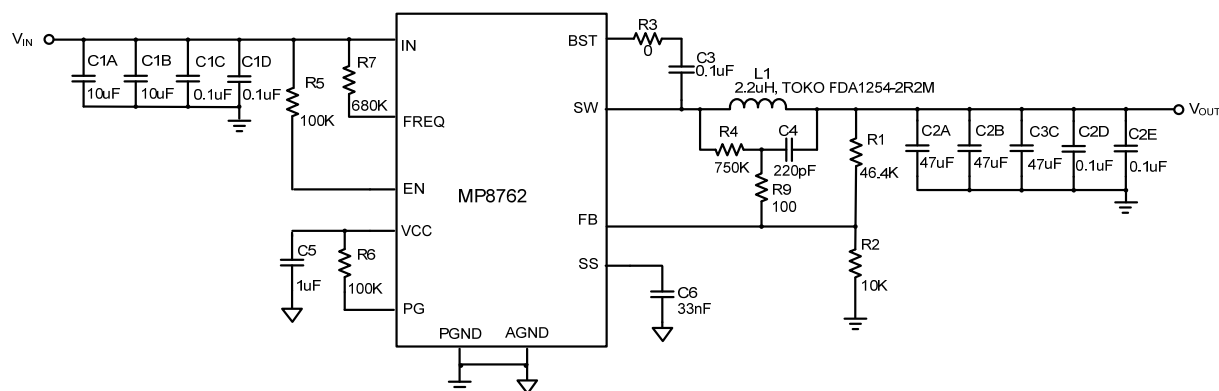 VIN
C1A
10uF
C1B
10uF
C1C
0.1uF
C1D
0.1uF
R5
100K
R7
680K
IN
FREQ
EN
VCC
PG
PGND
AGND
MP8762
BST
SW
FB
SS
C5
1uF
R6
100K
R3
0
C3
0.1uF
L1
2.2uH, TOKO FDA1254-2R2M
R4
750K
C4
220pF
R9
100
R1
46.4K
R2
10K
C6
33nF
C2A
47uF
C2B
47uF
C3C
47uF
C2D
0.1uF
C2E
0.1uF
VOUT